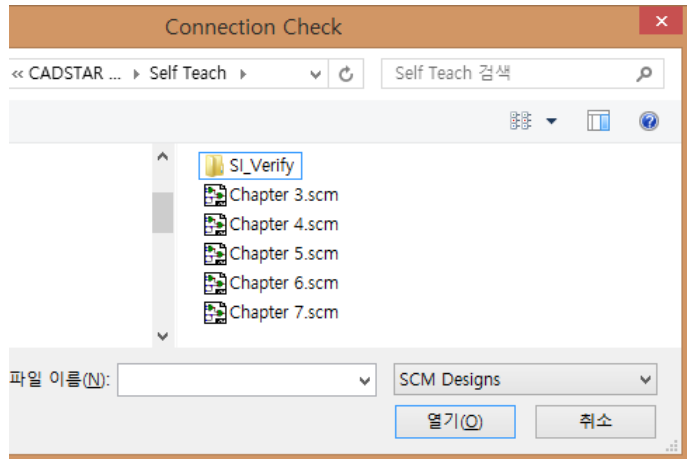 Connection Check
« CADSTAR ... Self Teach Self Teach 검색
SI_Verify
Chapter 3.scm
Chapter 4.scm
Chapter 5.scm
Chapter 6.scm
Chapter 7.scm
파일 이름(N): SCM Designs
열기(O) 취소